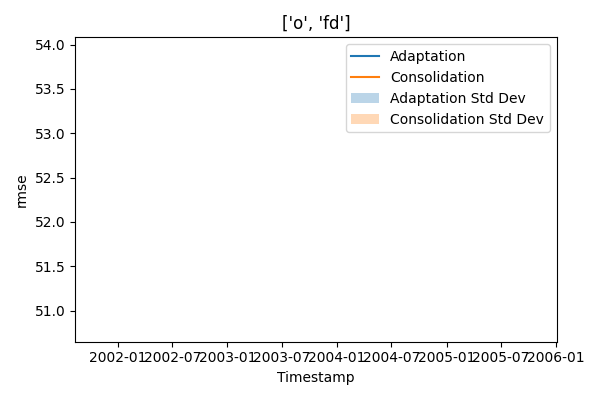 ['o', 'fd']
54.0
53.5
53.0
52.5
52.0
51.5
51.0
rmse
Adaptation
Consolidation
Adaptation Std Dev
Consolidation Std Dev
2002-01 2002-07 2003-01 2003-07 2004-01 2004-07 2005-01 2005-07 2006-01
Timestamp